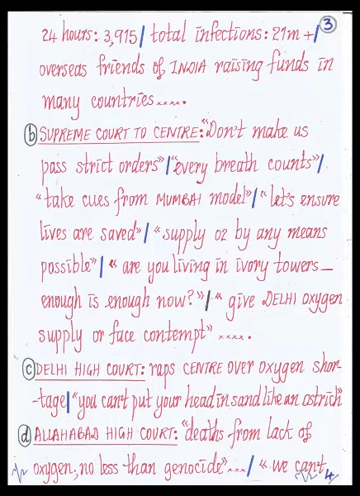 3
24 hours: 3,915/ total infections: 21m+/
overseas friends of INDIA raising funds in
many countries....
(b) SUPREME COURT TO CENTRE: "Don't make us
pass strict orders"/"every breath counts"/
"take cues from MUMBAI model"/"let's ensure
lives are saved"/ "supply O2 by any means
possible"/ "are you living in ivory towers_
enough is enough now?"/ "give DELHI oxygen
supply or face contempt" ....
(c) DELHI HIGH COURT: raps CENTRE over oxygen shor-
-tage/"you can't put your head in sand like an ostrich"
(d) ALLAHABAD HIGH COURT: "deaths from lack of
oxygen, no less than genocide".../ "we can't
4